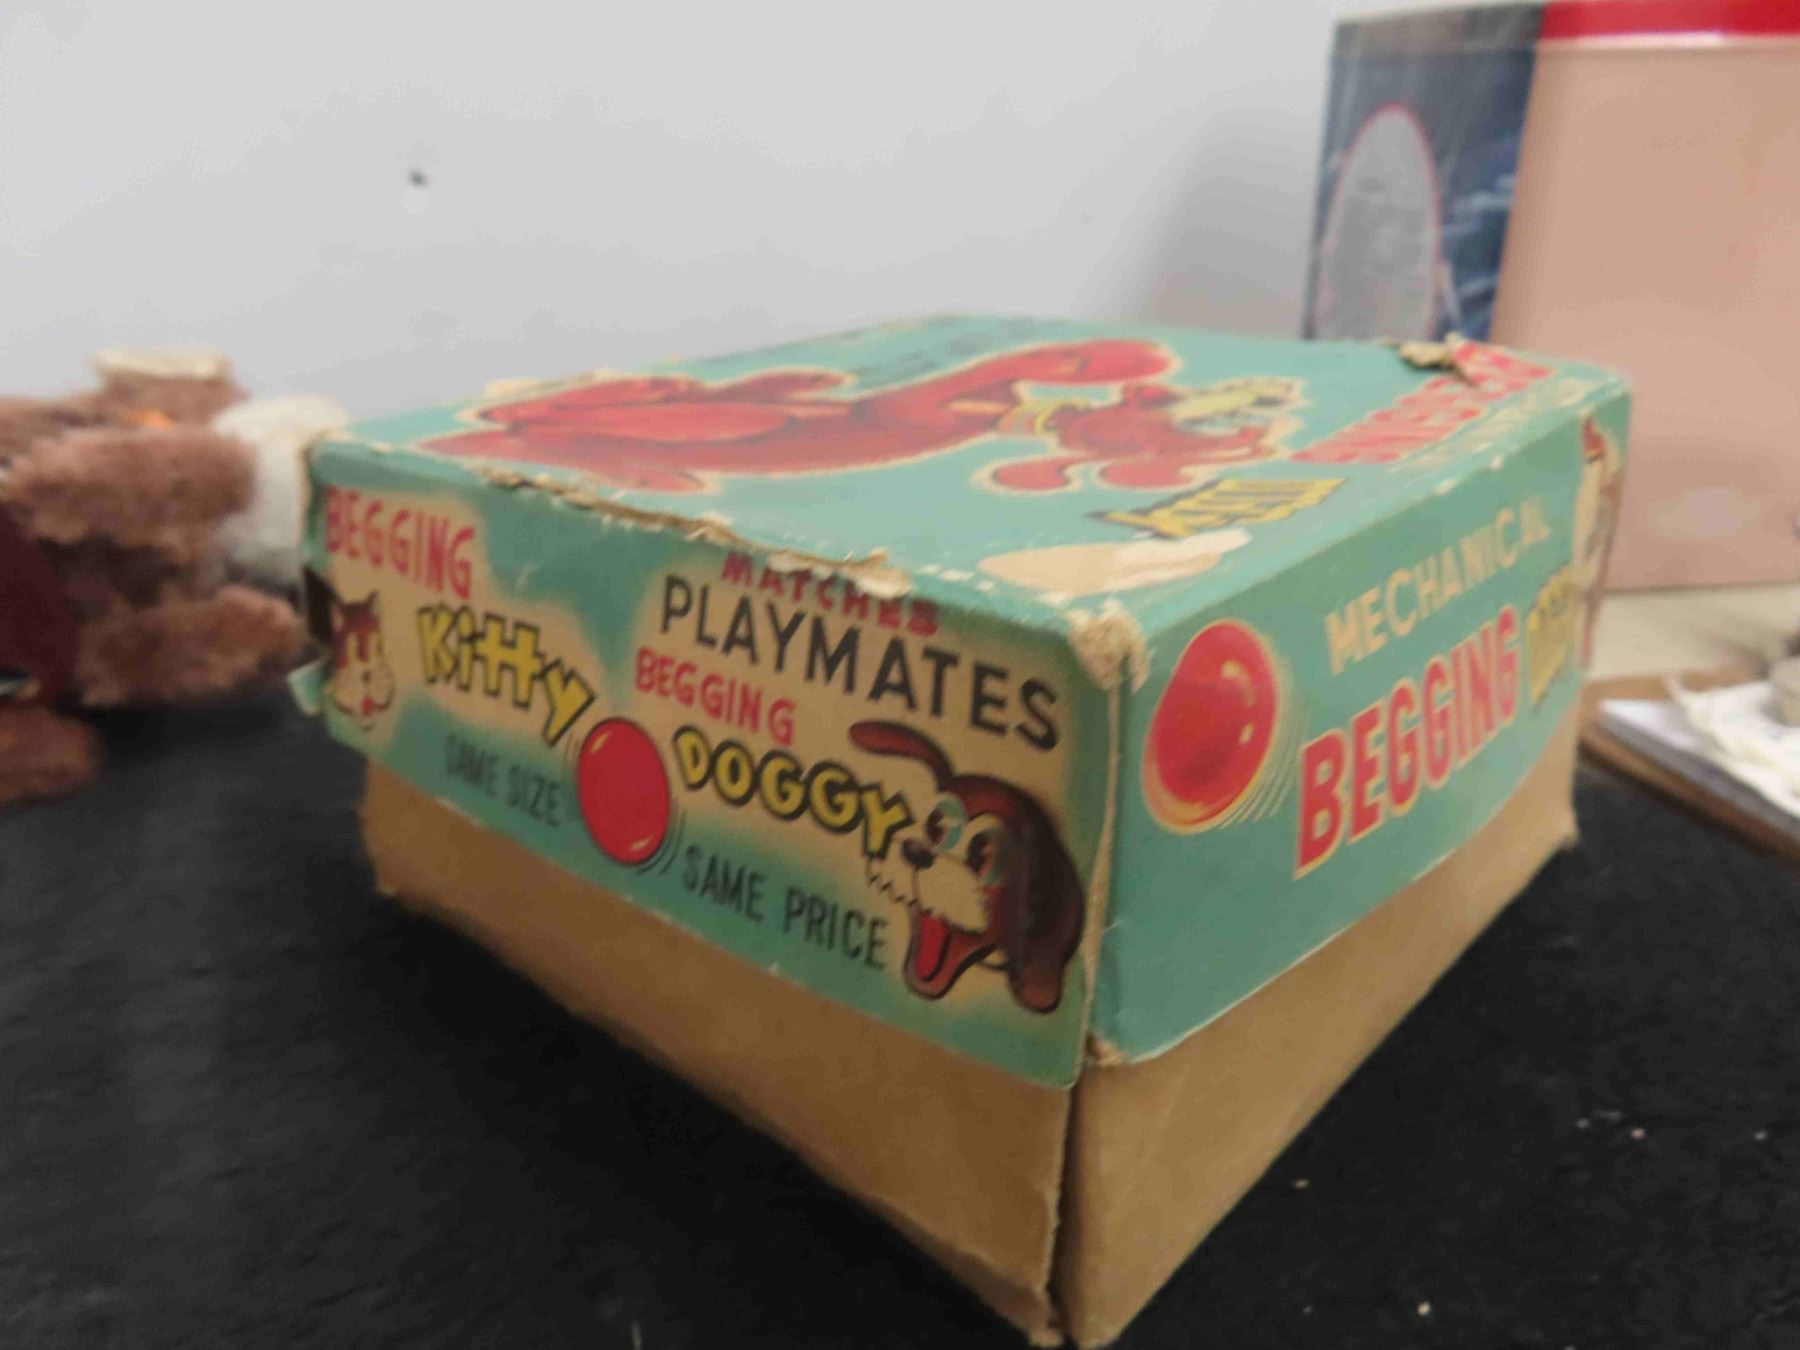 BEGGING
Kitty
SAME SIZE
MATCHES
PLAYMATES
BEGGING
DOGGY
SAME PRICE
MECHANICAL
BEGGING